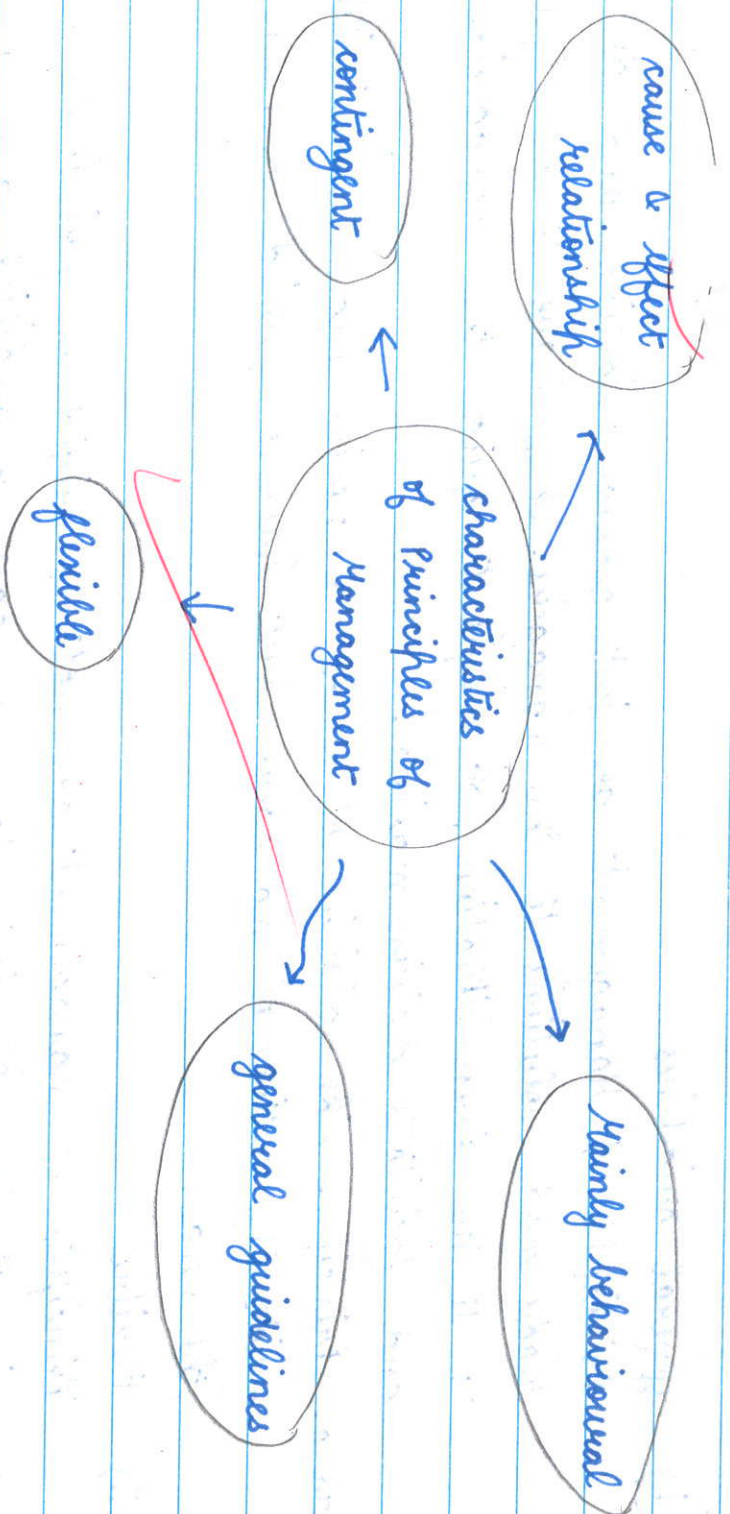 cause & effect
relationship
Mainly behavioural
characteristics
of Principles of
Management
contingent
general guidelines
flexible